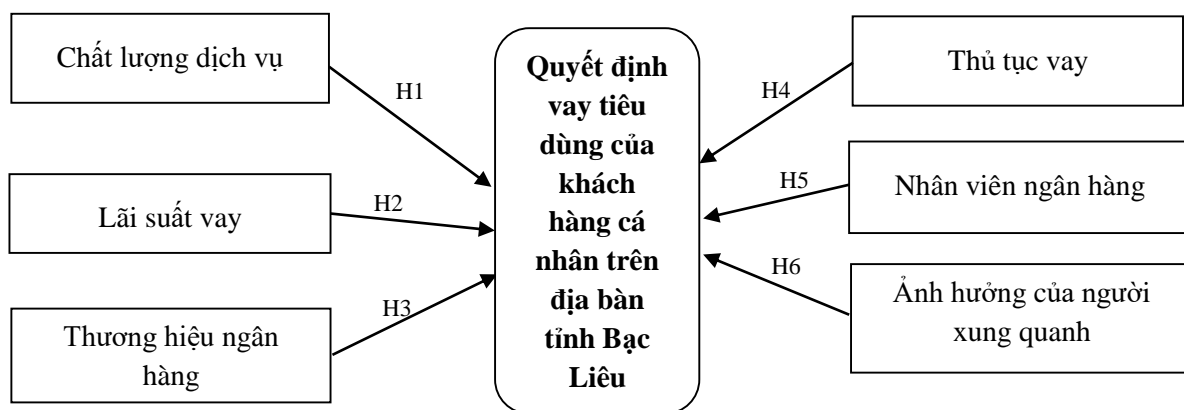 Chất lượng dịch vụ
H1
Lãi suất vay
H2
Thương hiệu ngân
hàng
H3
Quyết định
vay tiêu
dùng của
khách
hàng cá
nhân trên
địa bàn
tỉnh Bạc
Liêu
H4
Thủ tục vay
H5
Nhân viên ngân hàng
H6
Ảnh hưởng của người
xung quanh